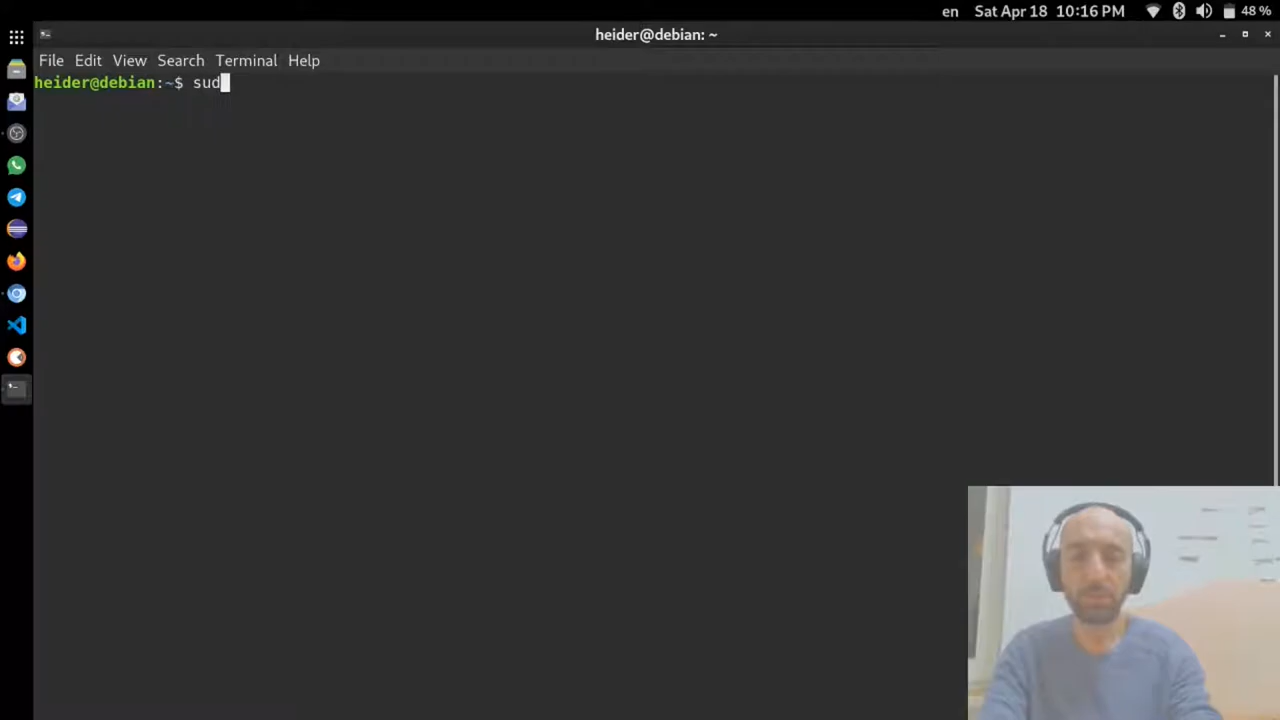 en Sat Apr 18 10:16 PM 48 %
heider@debian: ~
File Edit View Search Terminal Help
heider@debian:~$ sud